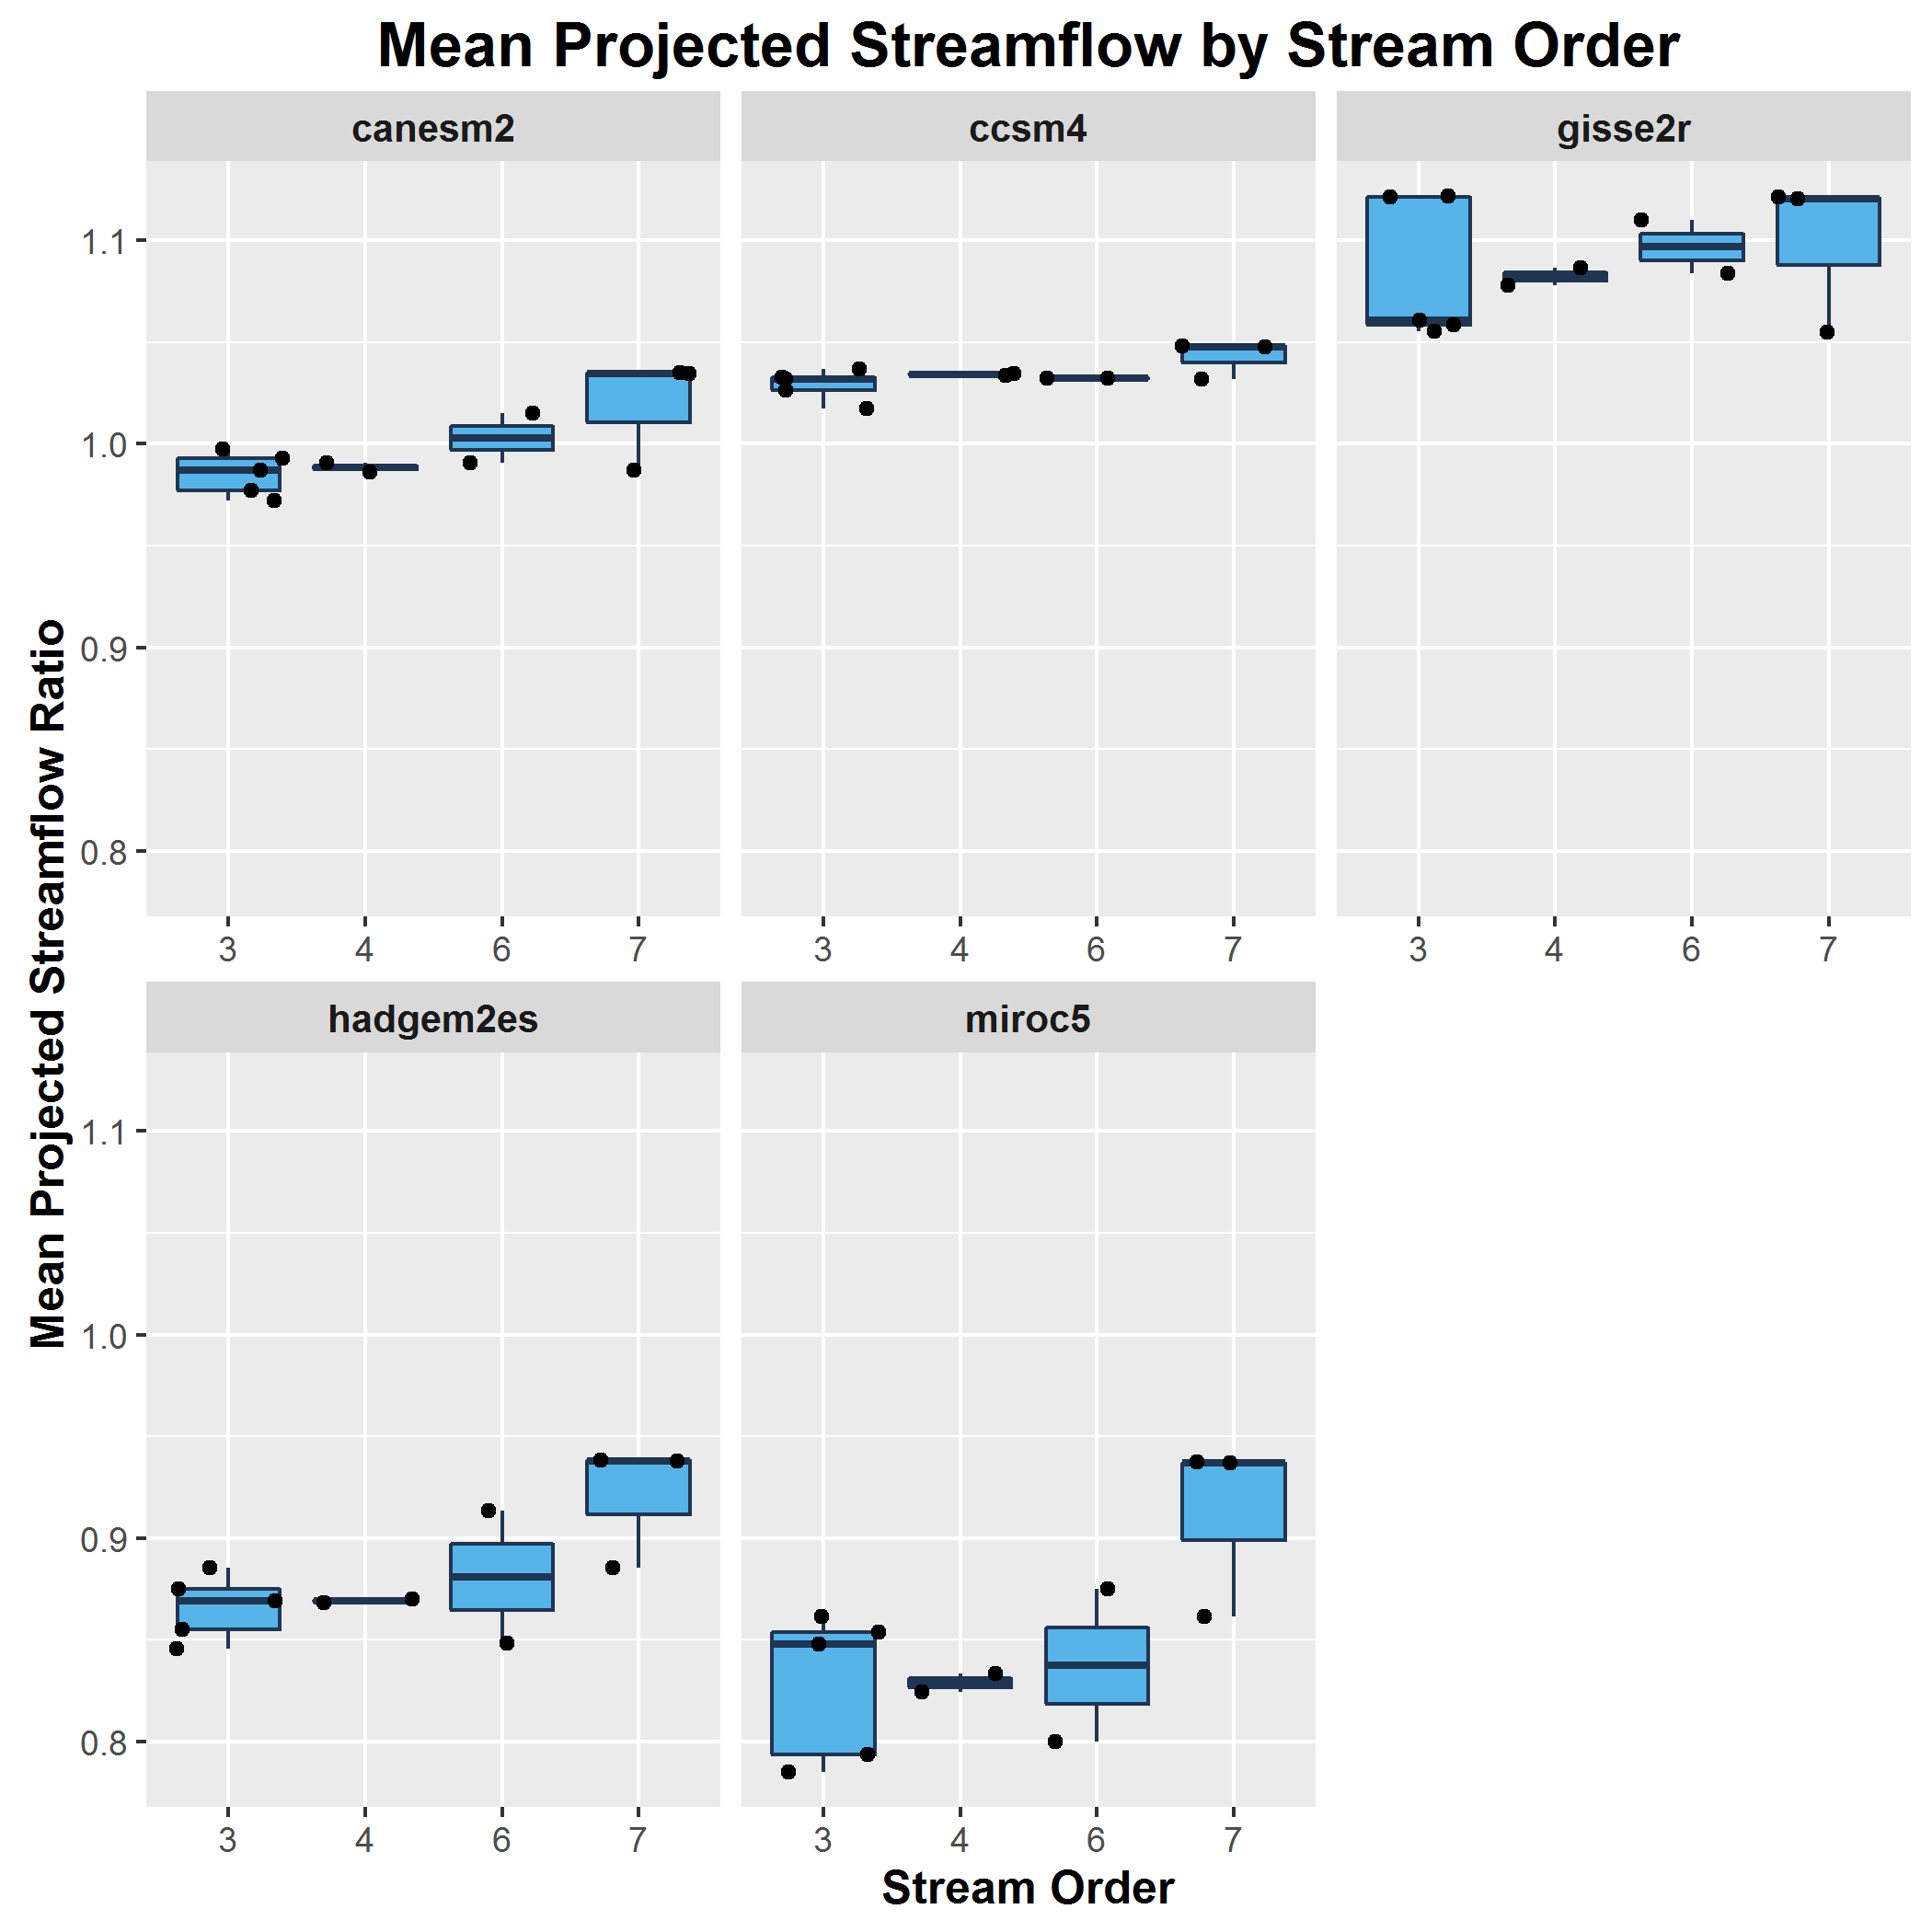 Mean Projected Streamflow by Stream Order
canesm2
ccsm4
gisse2r
1.1
1.0
0.9
0.8
3 4 6 7
3 4 6 7
3 4 6 7
Mean Projected Streamflow Ratio
hadgem2es
miroc5
1.1
1.0
0.9
0.8
3 4 6 7
3 4 6 7
Stream Order